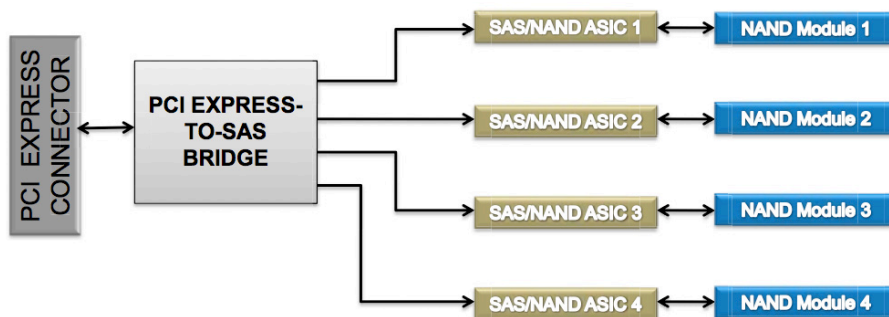 PCI EXPRESS
CONNECTOR
PCI EXPRESS-
TO-SAS
BRIDGE
SAS/NAND ASIC 1
NAND Module 1
SAS/NAND ASIC 2
NAND Module 2
SAS/NAND ASIC 3
NAND Module 3
SAS/NAND ASIC 4
NAND Module 4